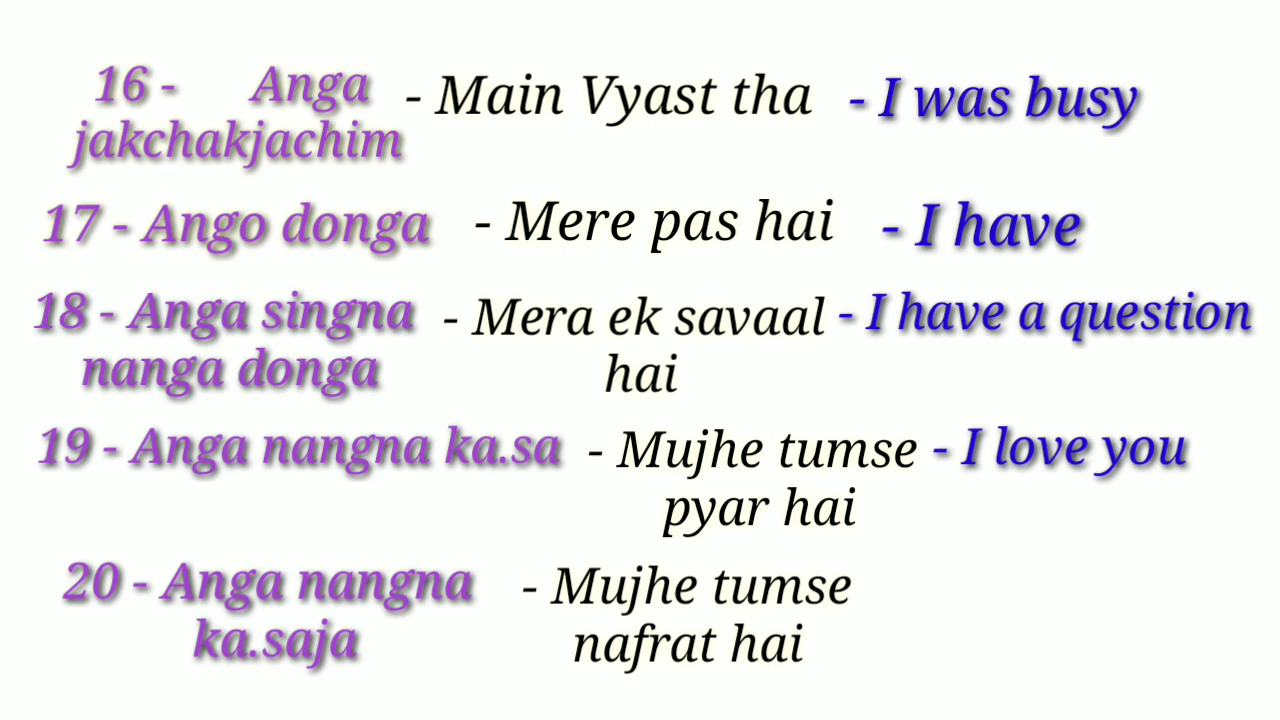 16 - Anga - Main Vyast tha - I was busy
jakchakjachim
17 - Ango donga - Mere pas hai - I have
18 - Anga singna - Mera ek savaal - I have a question
nanga donga hai
19 - Anga nangna ka.sa - Mujhe tumse - I love you
pyar hai
20 - Anga nangna - Mujhe tumse
ka.saja nafrat hai